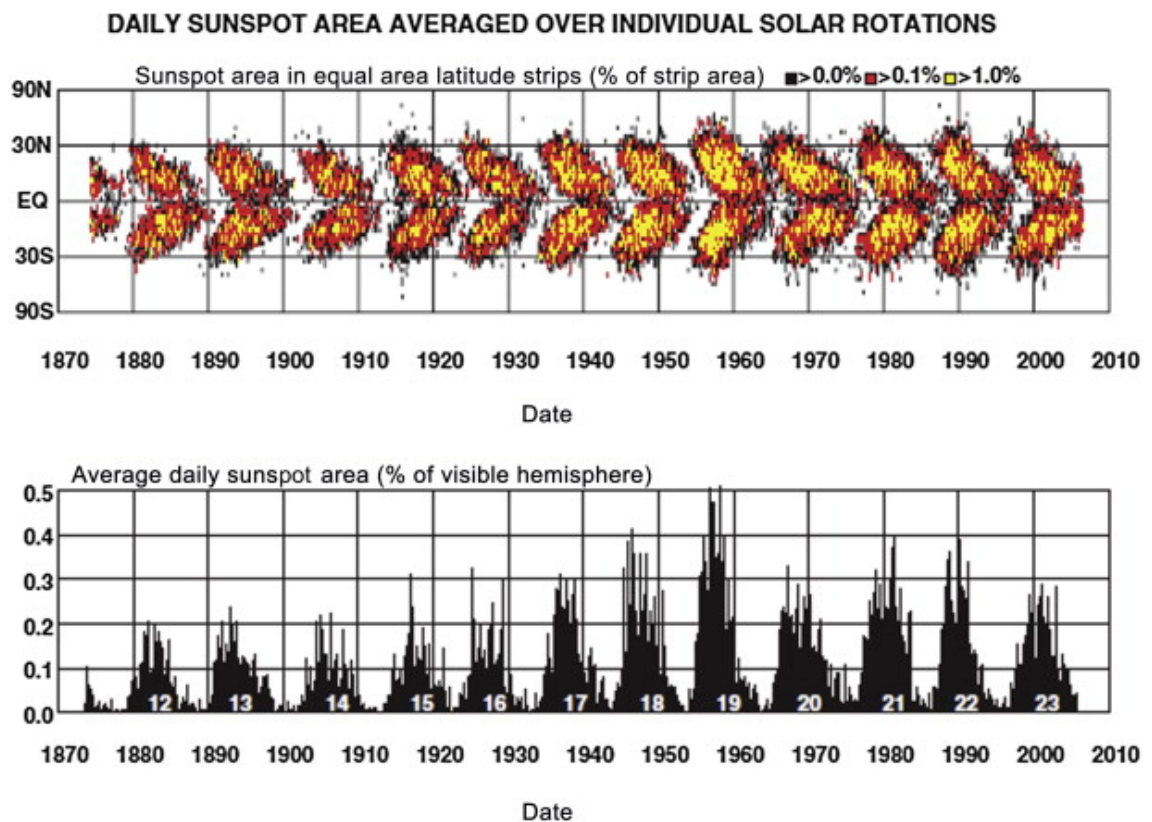 DAILY SUNSPOT AREA AVERAGED OVER INDIVIDUAL SOLAR ROTATIONS
Sunspot area in equal area latitude strips (% of strip area) >0.0% >0.1% >1.0%
90N
30N
EQ
30S
90S
1870 1880 1890 1900 1910 1920 1930 1940 1950 1960 1970 1980 1990 2000 2010
Date
Average daily sunspot area (% of visible hemisphere)
0.5
0.4
0.3
0.2
0.1
0.0
12 13 14 15 16 17 18 19 20 21 22 23
1870 1880 1890 1900 1910 1920 1930 1940 1950 1960 1970 1980 1990 2000 2010
Date